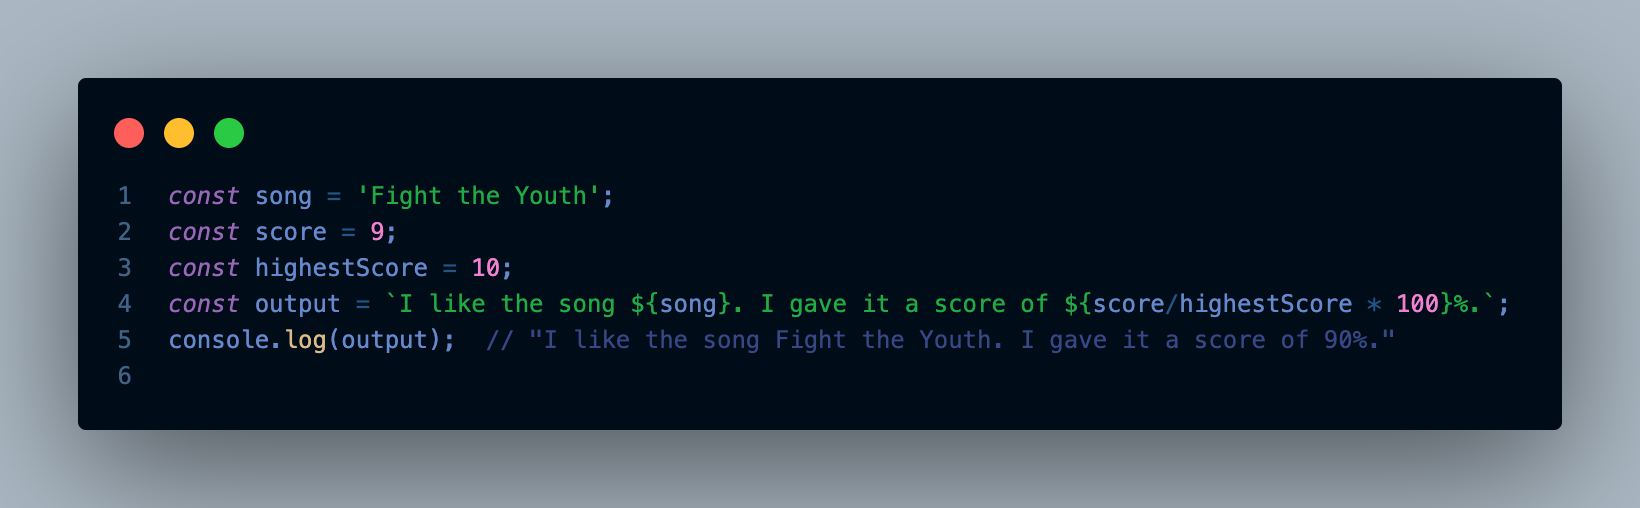 1 const song = 'Fight the Youth';
2 const score = 9;
3 const highestScore = 10;
4 const output = `I like the song ${song}. I gave it a score of ${score/highestScore * 100}%.`;
5 console.log(output);  // "I like the song Fight the Youth. I gave it a score of 90%."
6